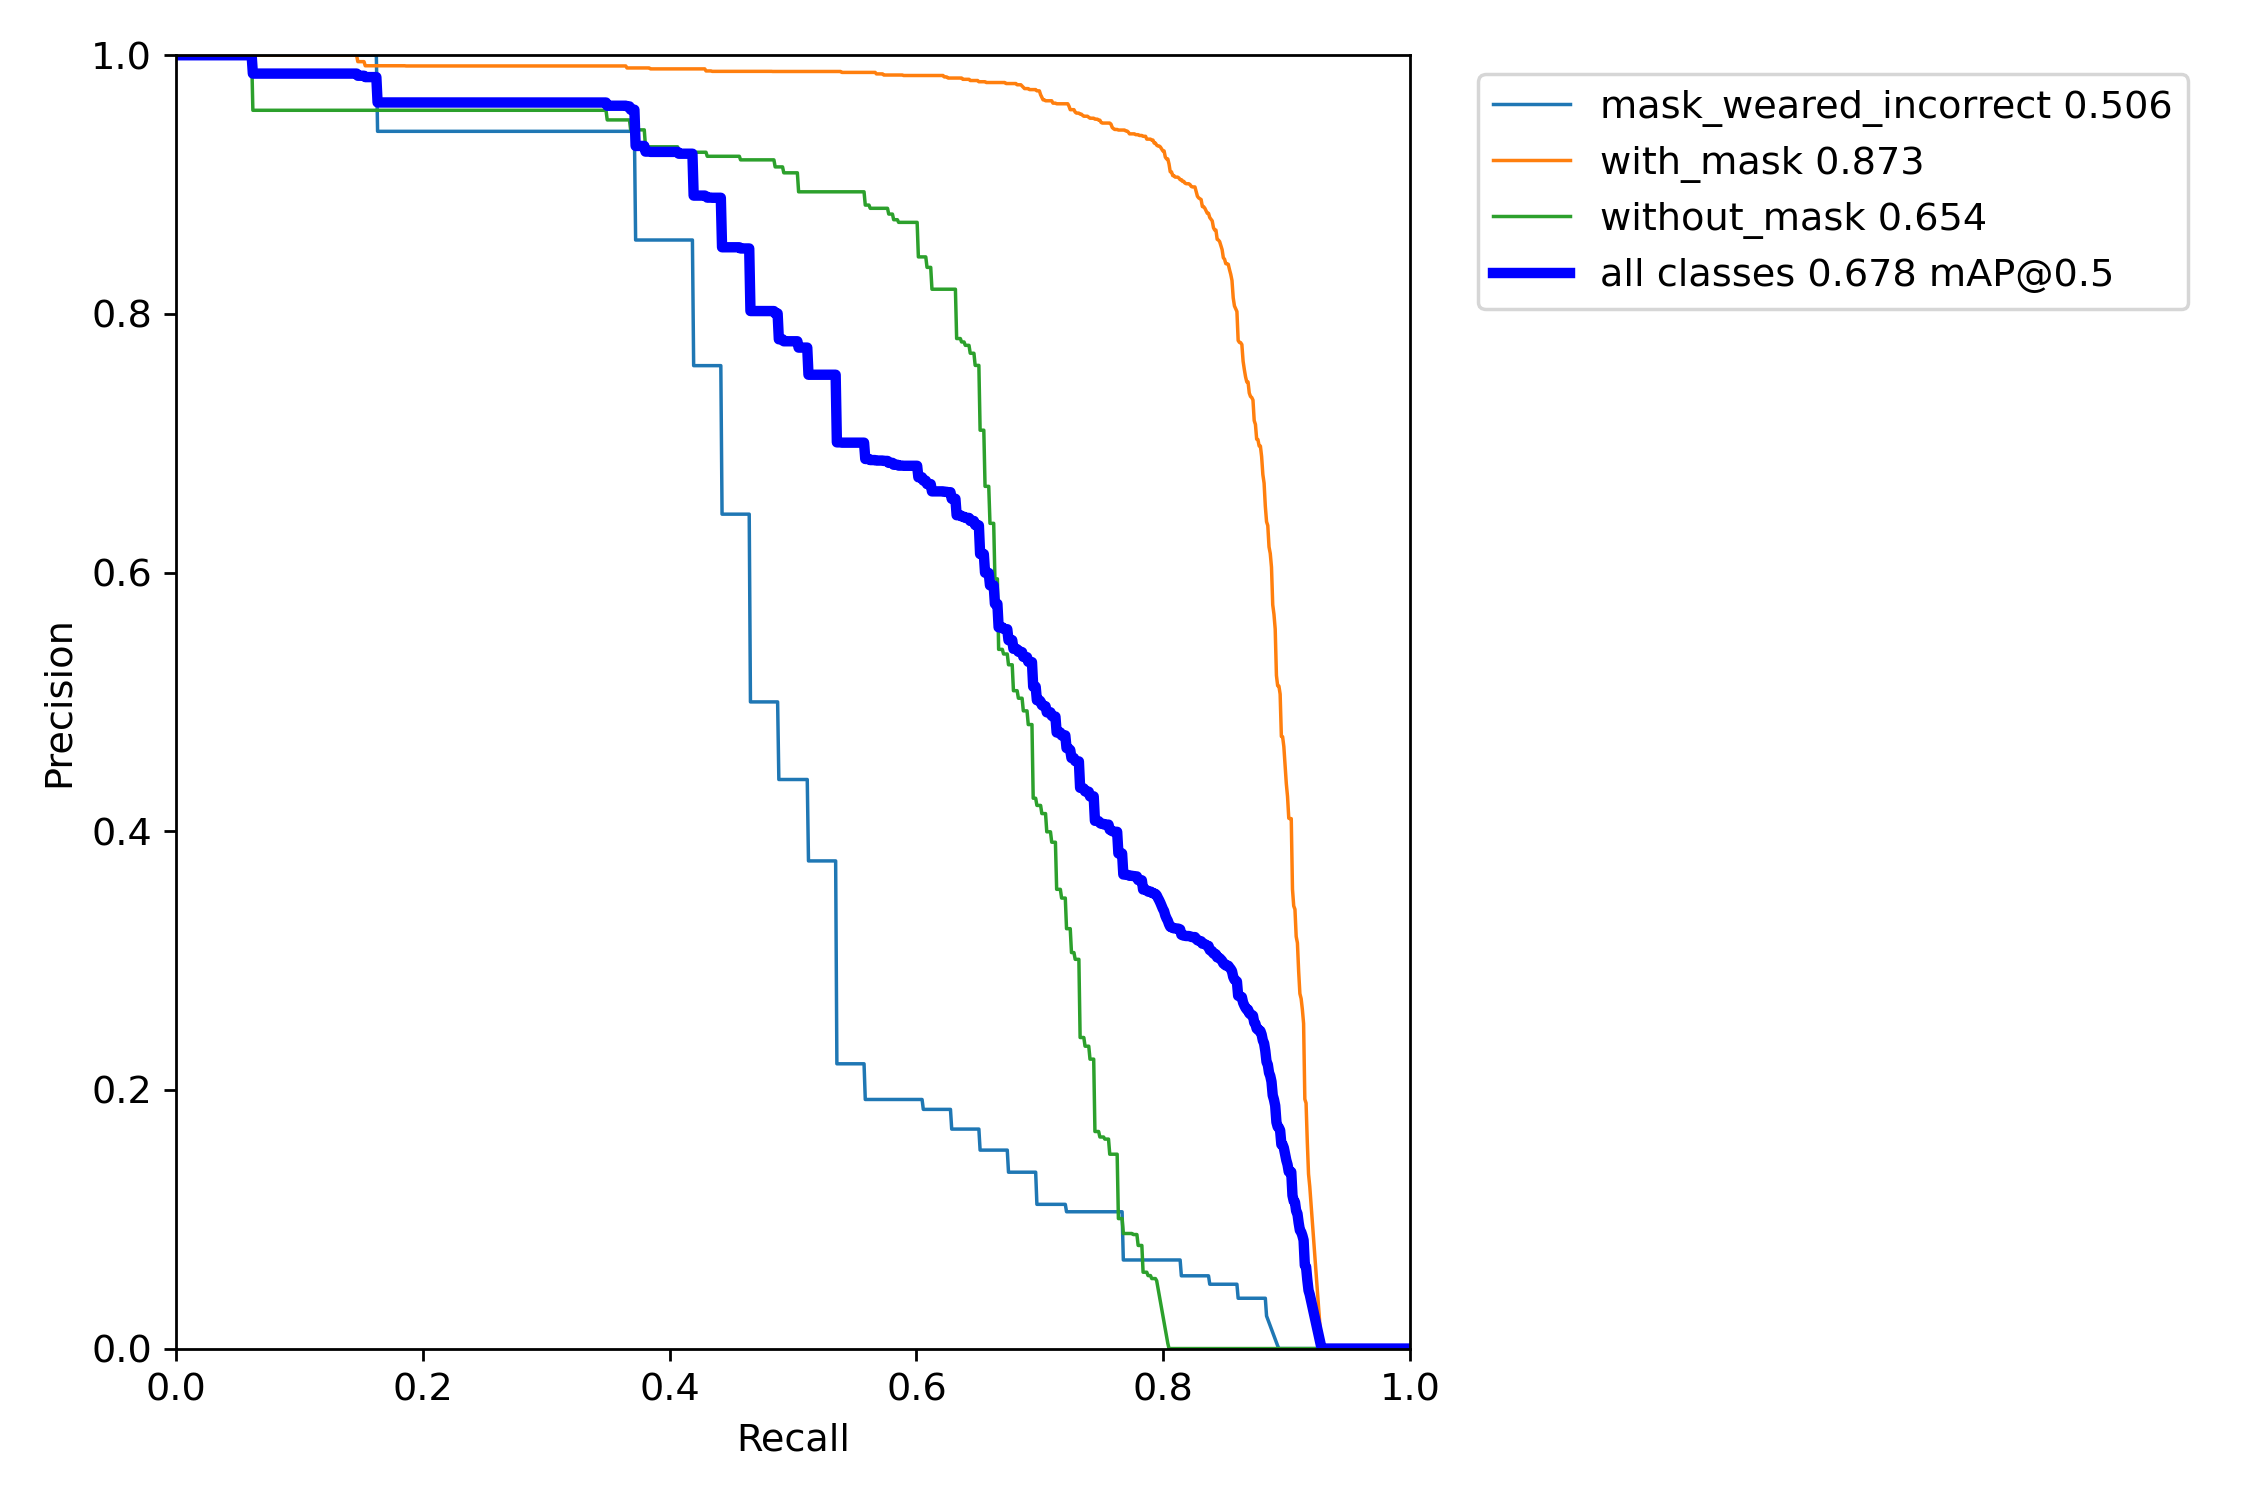 1.0
0.8
0.6
0.4
0.2
0.0
Precision
0.0 0.2 0.4 0.6 0.8 1.0
Recall
mask_weared_incorrect 0.506
with_mask 0.873
without_mask 0.654
all classes 0.678 mAP@0.5